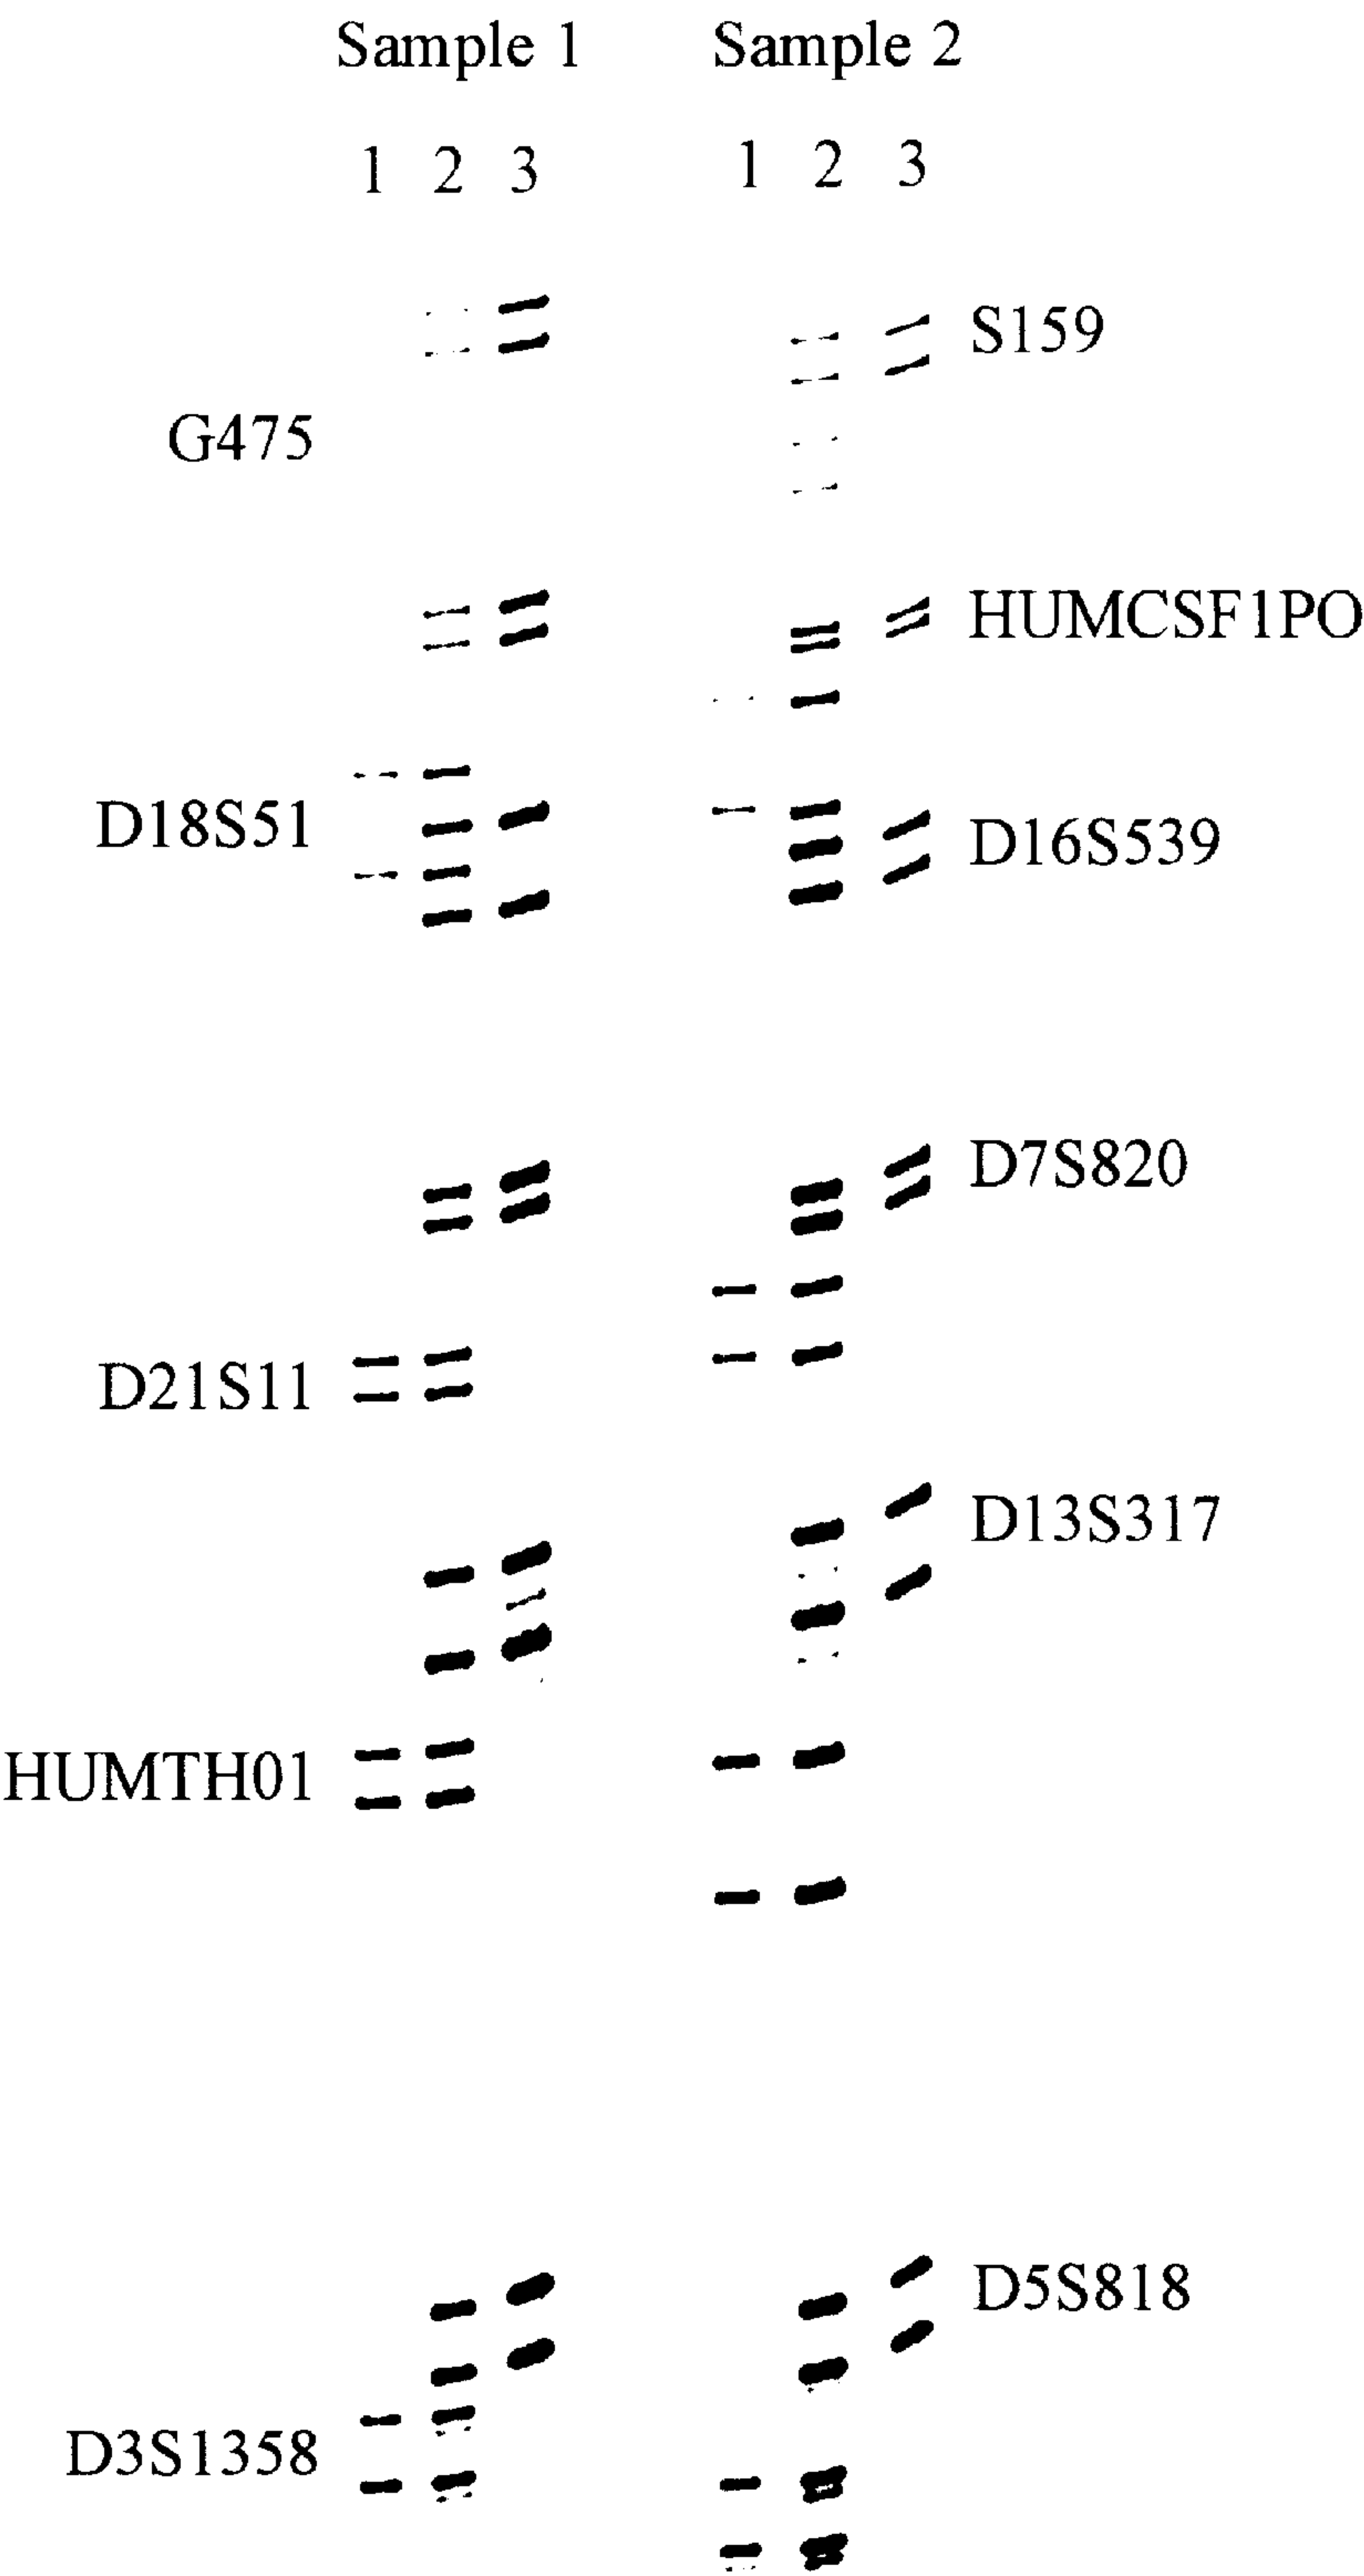 Sample 1 Sample 2
1 2 3 1 2 3
S159
G475
HUMCSF1PO
D18S51 D16S539
D7S820
D21S11
D13S317
HUMTH01
D5S818
D3S1358